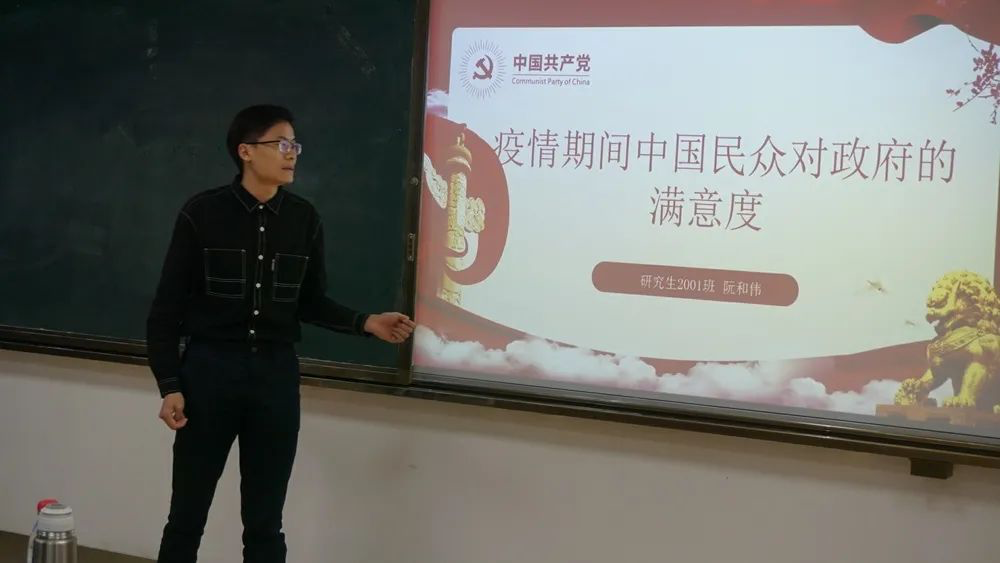 中国共产党
Communist Party of China
疫情期间中国民众对政府的
满意度
研究生2001班 阮和伟